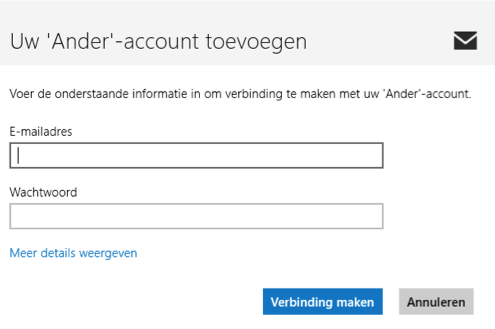 Uw 'Ander'-account toevoegen
Voer de onderstaande informatie in om verbinding te maken met uw 'Ander'-account.
E-mailadres
Wachtwoord
Meer details weergeven
Verbinding maken
Annuleren